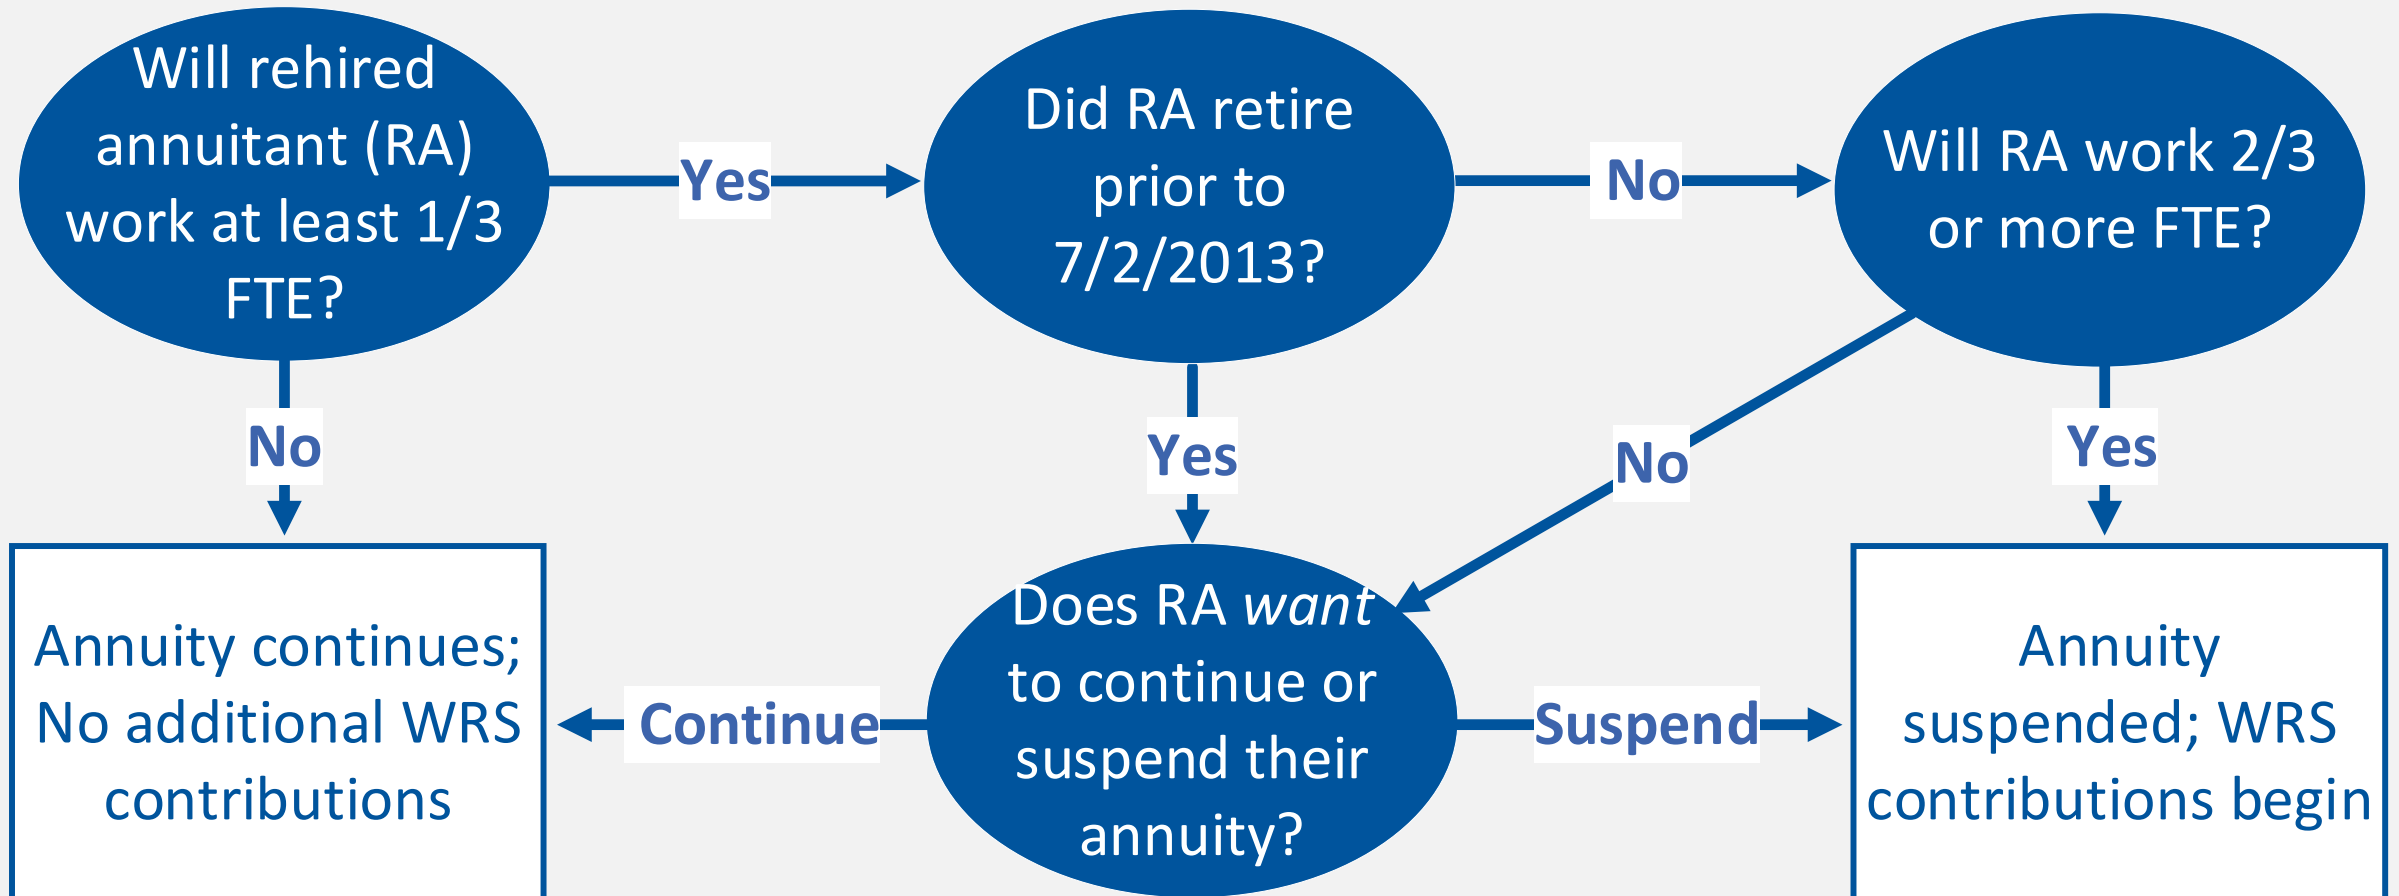 Will rehired
annuitant (RA)
work at least 1/3
FTE?
Yes
Did RA retire
prior to
7/2/2013?
No
Will RA work 2/3
or more FTE?
No
Yes
No
Yes
Annuity continues;
No additional WRS
contributions
Continue
Does RA want
to continue or
suspend their
annuity?
Suspend
Annuity
suspended; WRS
contributions begin